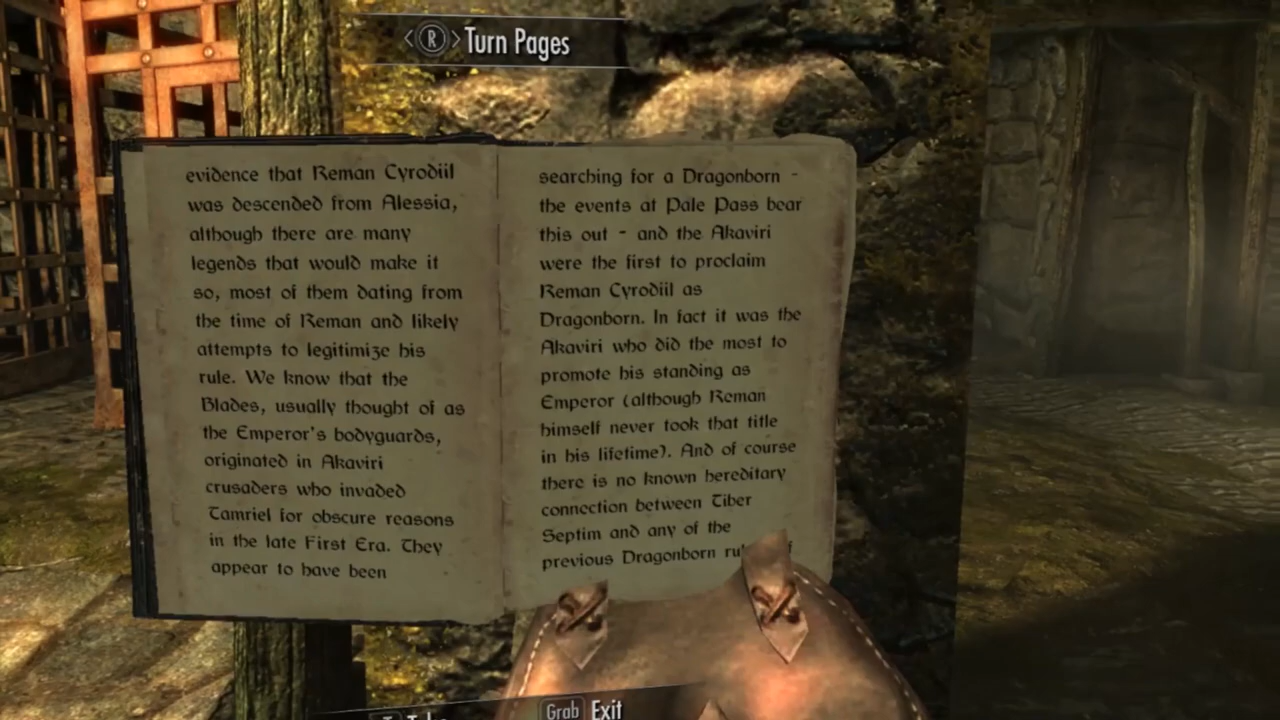 <R> Turn Pages
evidence that Reman Cyrodiil
was descended from Alessia,
although there are many
legends that would make it
so, most of them dating from
the time of Reman and likely
attempts to legitimize his
rule. We know that the
Blades, usually thought of as
the Emperor's bodyguards,
originated in Akaviri
crusaders who invaded
Tamriel for obscure reasons
in the late First Era. They
appear to have been
searching for a Dragonborn -
the events at Pale Pass bear
this out - and the Akaviri
were the first to proclaim
Reman Cyrodiil as
Dragonborn. In fact it was the
Akaviri who did the most to
promote his standing as
Emperor (although Reman
himself never took that title
in his lifetime). And of course
there is no known hereditary
connection between Tiber
Septim and any of the
previous Dragonborn
Grab Exit